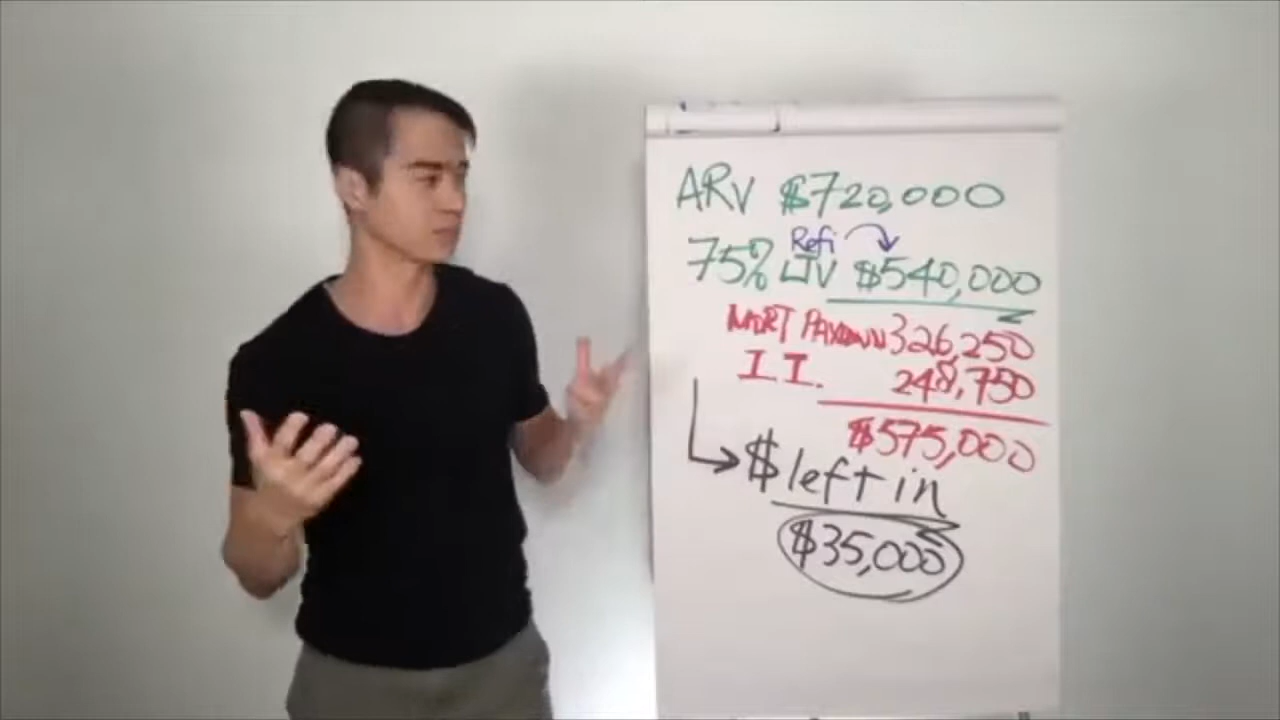 ARV $720,000
Refi
75% LTV $540,000
MORT PAYDOWN 326,250
I.I. 248,750
$575,000
$ left in
$35,000